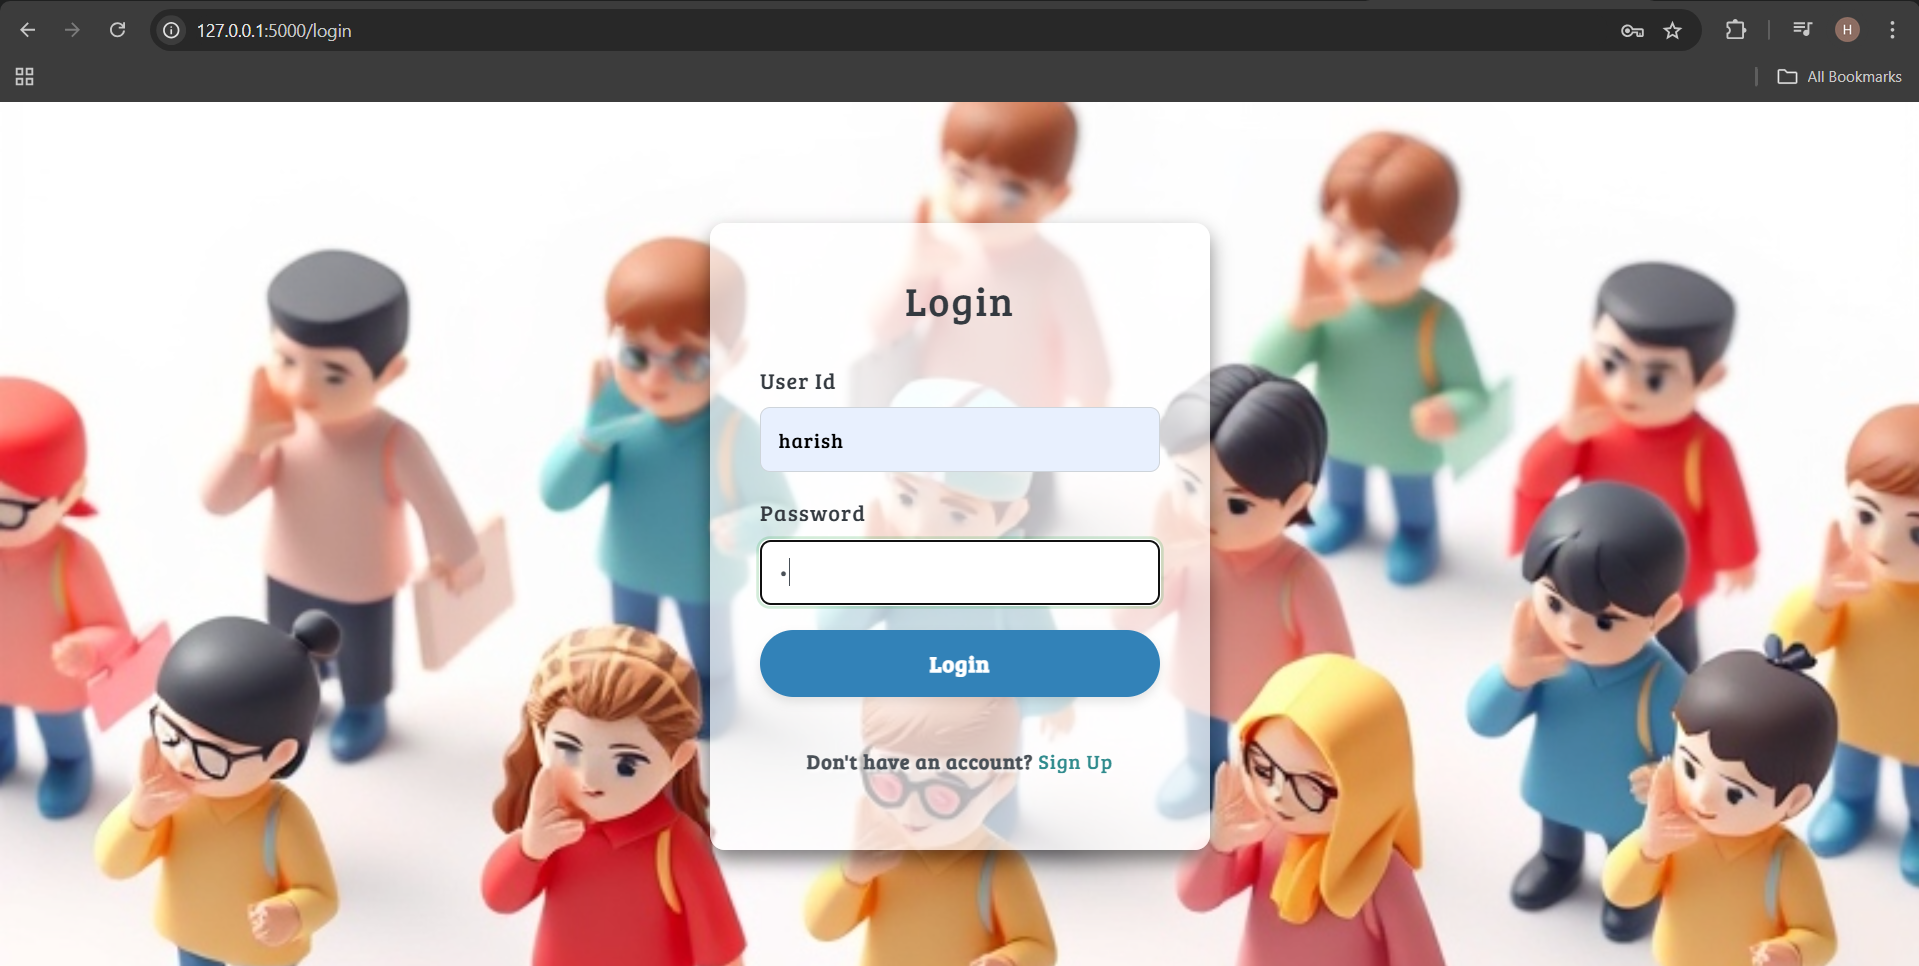 127.0.0.1:5000/login
H
All Bookmarks
Login
User Id
harish
Password
•
Login
Don't have an account? Sign Up